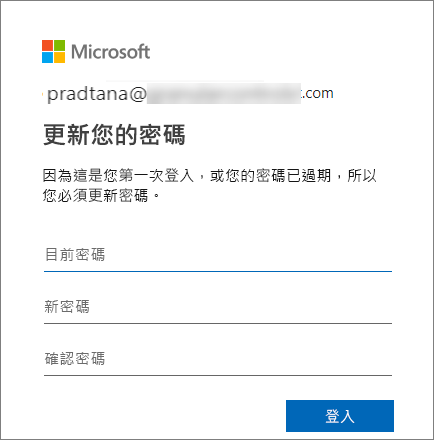 Microsoft
pradtana@ .com
更新您的密碼
因為這是您第一次登入，或您的密碼已過期，所以
您必須更新密碼。
目前密碼
新密碼
確認密碼
登入